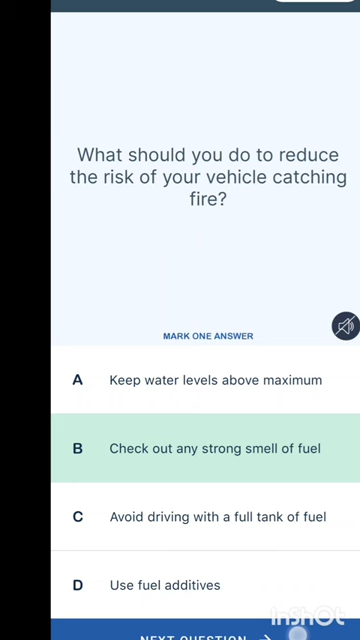 What should you do to reduce
the risk of your vehicle catching
fire?
MARK ONE ANSWER
A Keep water levels above maximum
B Check out any strong smell of fuel
C Avoid driving with a full tank of fuel
D Use fuel additives
InShOt
NEXT QUESTION